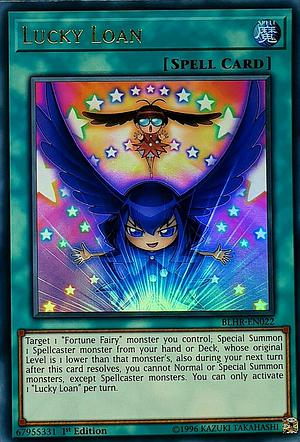 LUCKY LOAN
SPELL
魔
[SPELL CARD]
BLHR-EN022
Target 1 "Fortune Fairy" monster you control; Special Summon
1 Spellcaster monster from your hand or Deck, whose original
Level is 1 lower than that monster's, also during your next turn
after this card resolves, you cannot Normal or Special Summon
monsters, except Spellcaster monsters. You can only activate
1 "Lucky Loan" per turn.
67955331 1st Edition ©1996 KAZUKI TAKAHASHI